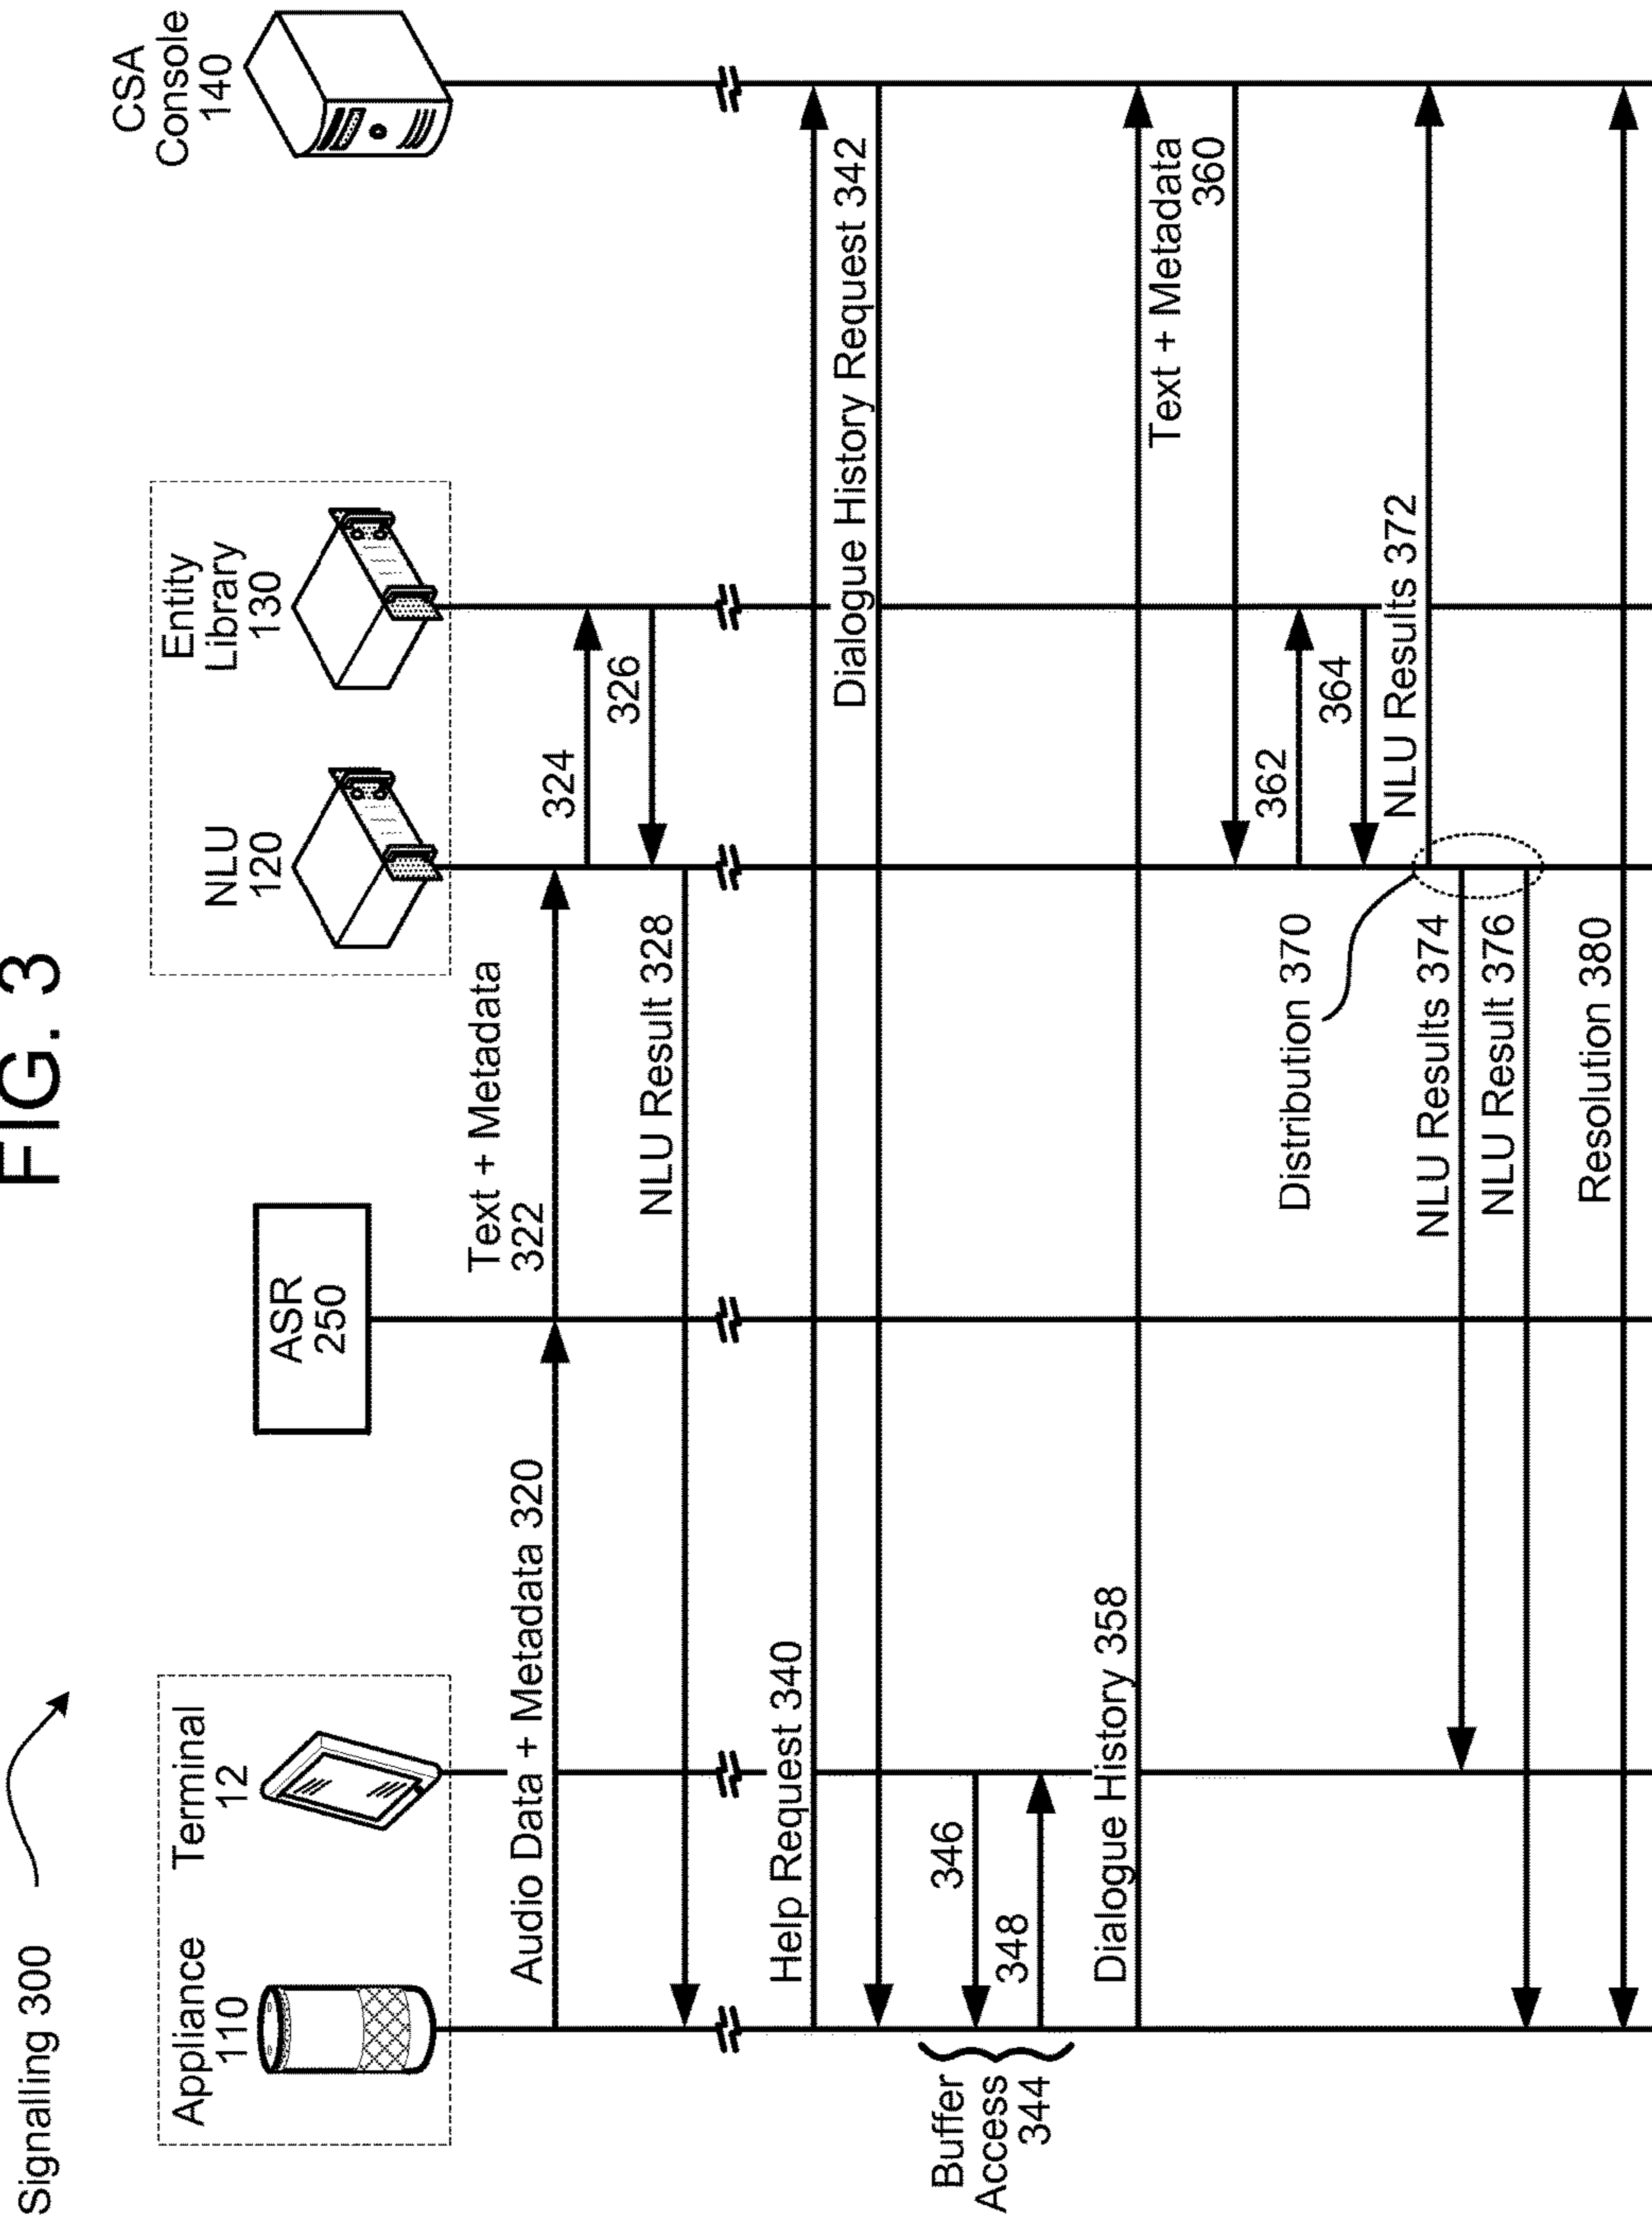 FIG. 3
Signalling 300
Appliance
110
Terminal
12
ASR
250
NLU
120
Entity
Library
130
CSA
Console
140
Audio Data + Metadata 320
Text + Metadata
322
324
326
NLU Result 328
Help Request 340
Dialogue History Request 342
Buffer
Access
344
346
348
Dialogue History 358
Text + Metadata
360
362
364
Distribution 370
NLU Results 372
NLU Results 374
NLU Result 376
Resolution 380